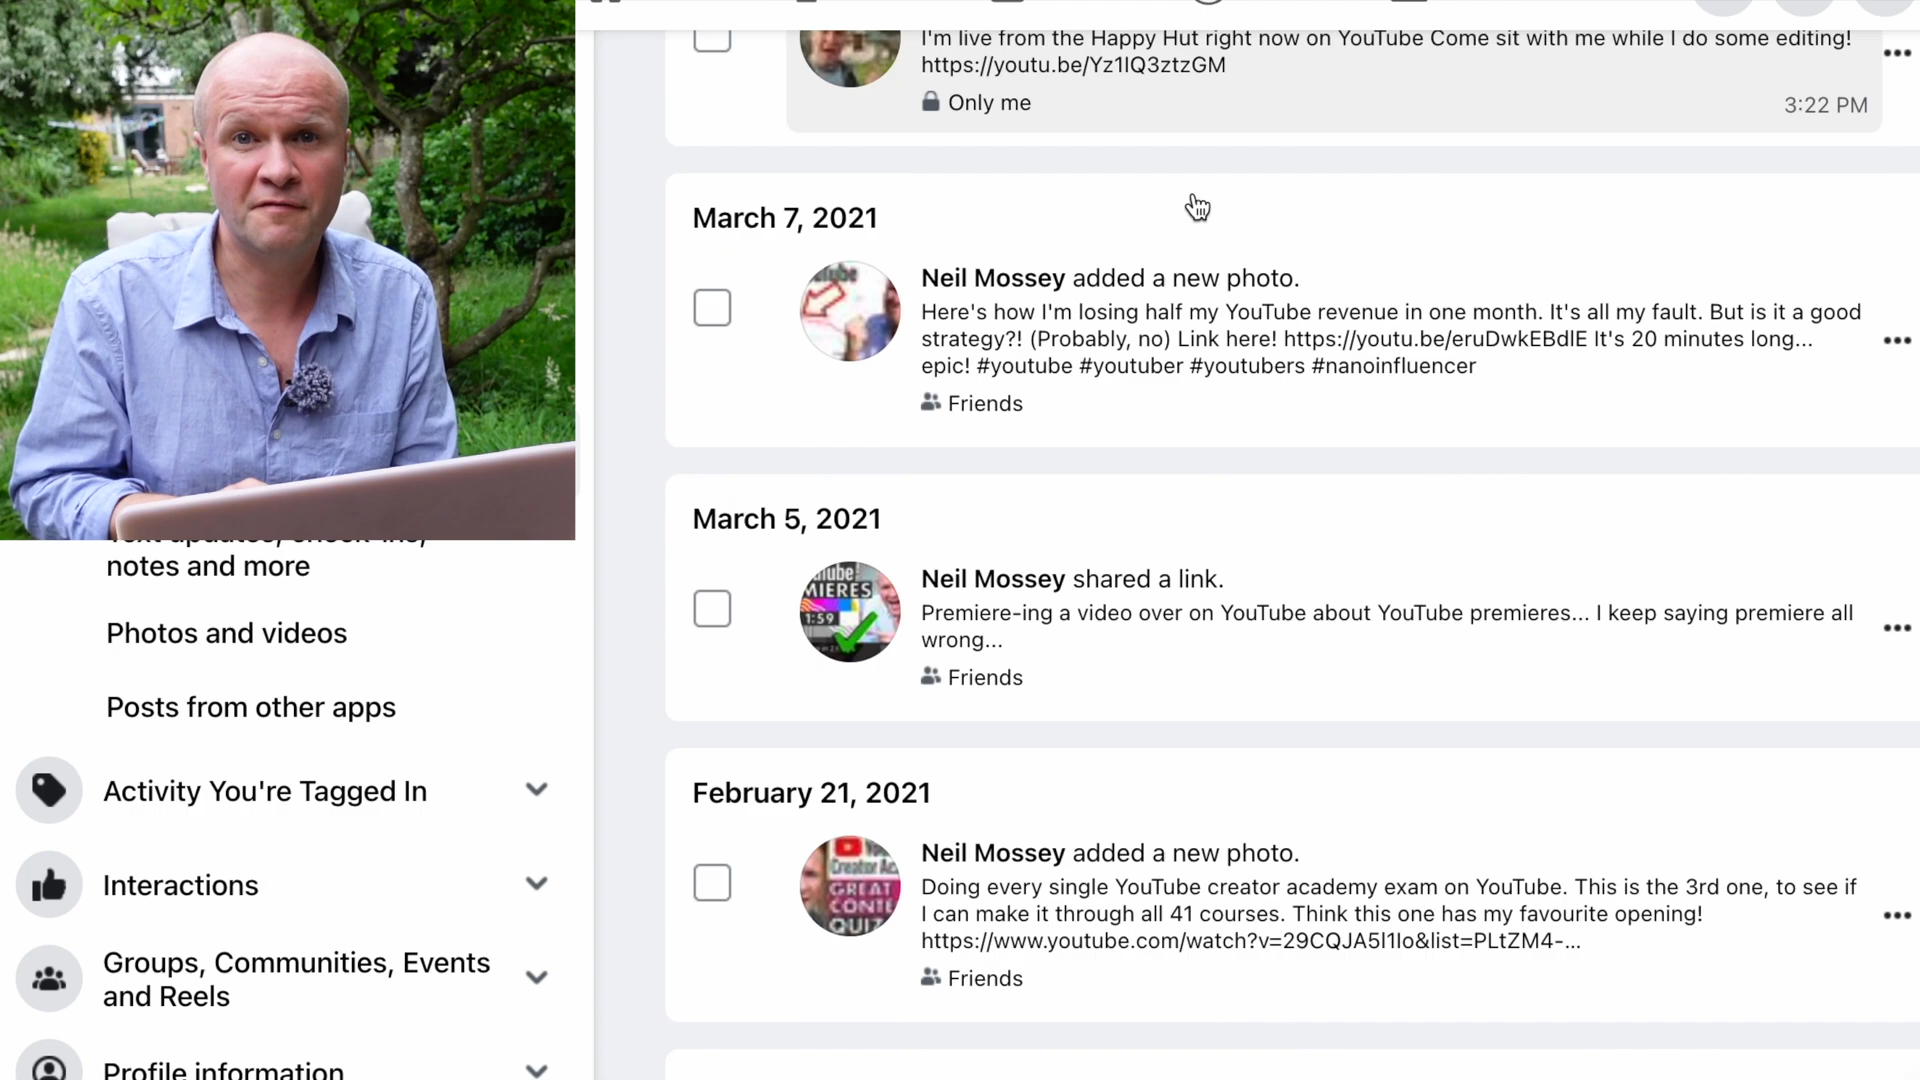 I'm live from the Happy Hut right now on YouTube Come sit with me while I do some editing!
https://youtu.be/Yz1lQ3ztzGM
Only me
3:22 PM
March 7, 2021
Neil Mossey added a new photo.
Here's how I'm losing half my YouTube revenue in one month. It's all my fault. But is it a good
strategy?! (Probably, no) Link here! https://youtu.be/eruDwkEBdlE It's 20 minutes long...
epic! #youtube #youtuber #youtubers #nanoinfluencer
Friends
March 5, 2021
Neil Mossey shared a link.
Premiere-ing a video over on YouTube about YouTube premieres... I keep saying premiere all
wrong...
Friends
1:59
February 21, 2021
Neil Mossey added a new photo.
Doing every single YouTube creator academy exam on YouTube. This is the 3rd one, to see if
I can make it through all 41 courses. Think this one has my favourite opening!
https://www.youtube.com/watch?v=29CQJA5l1Io&list=PLtZM4-...
Friends
GREAT
notes and more
Photos and videos
Posts from other apps
Activity You're Tagged In
Interactions
Groups, Communities, Events
and Reels
Profile information